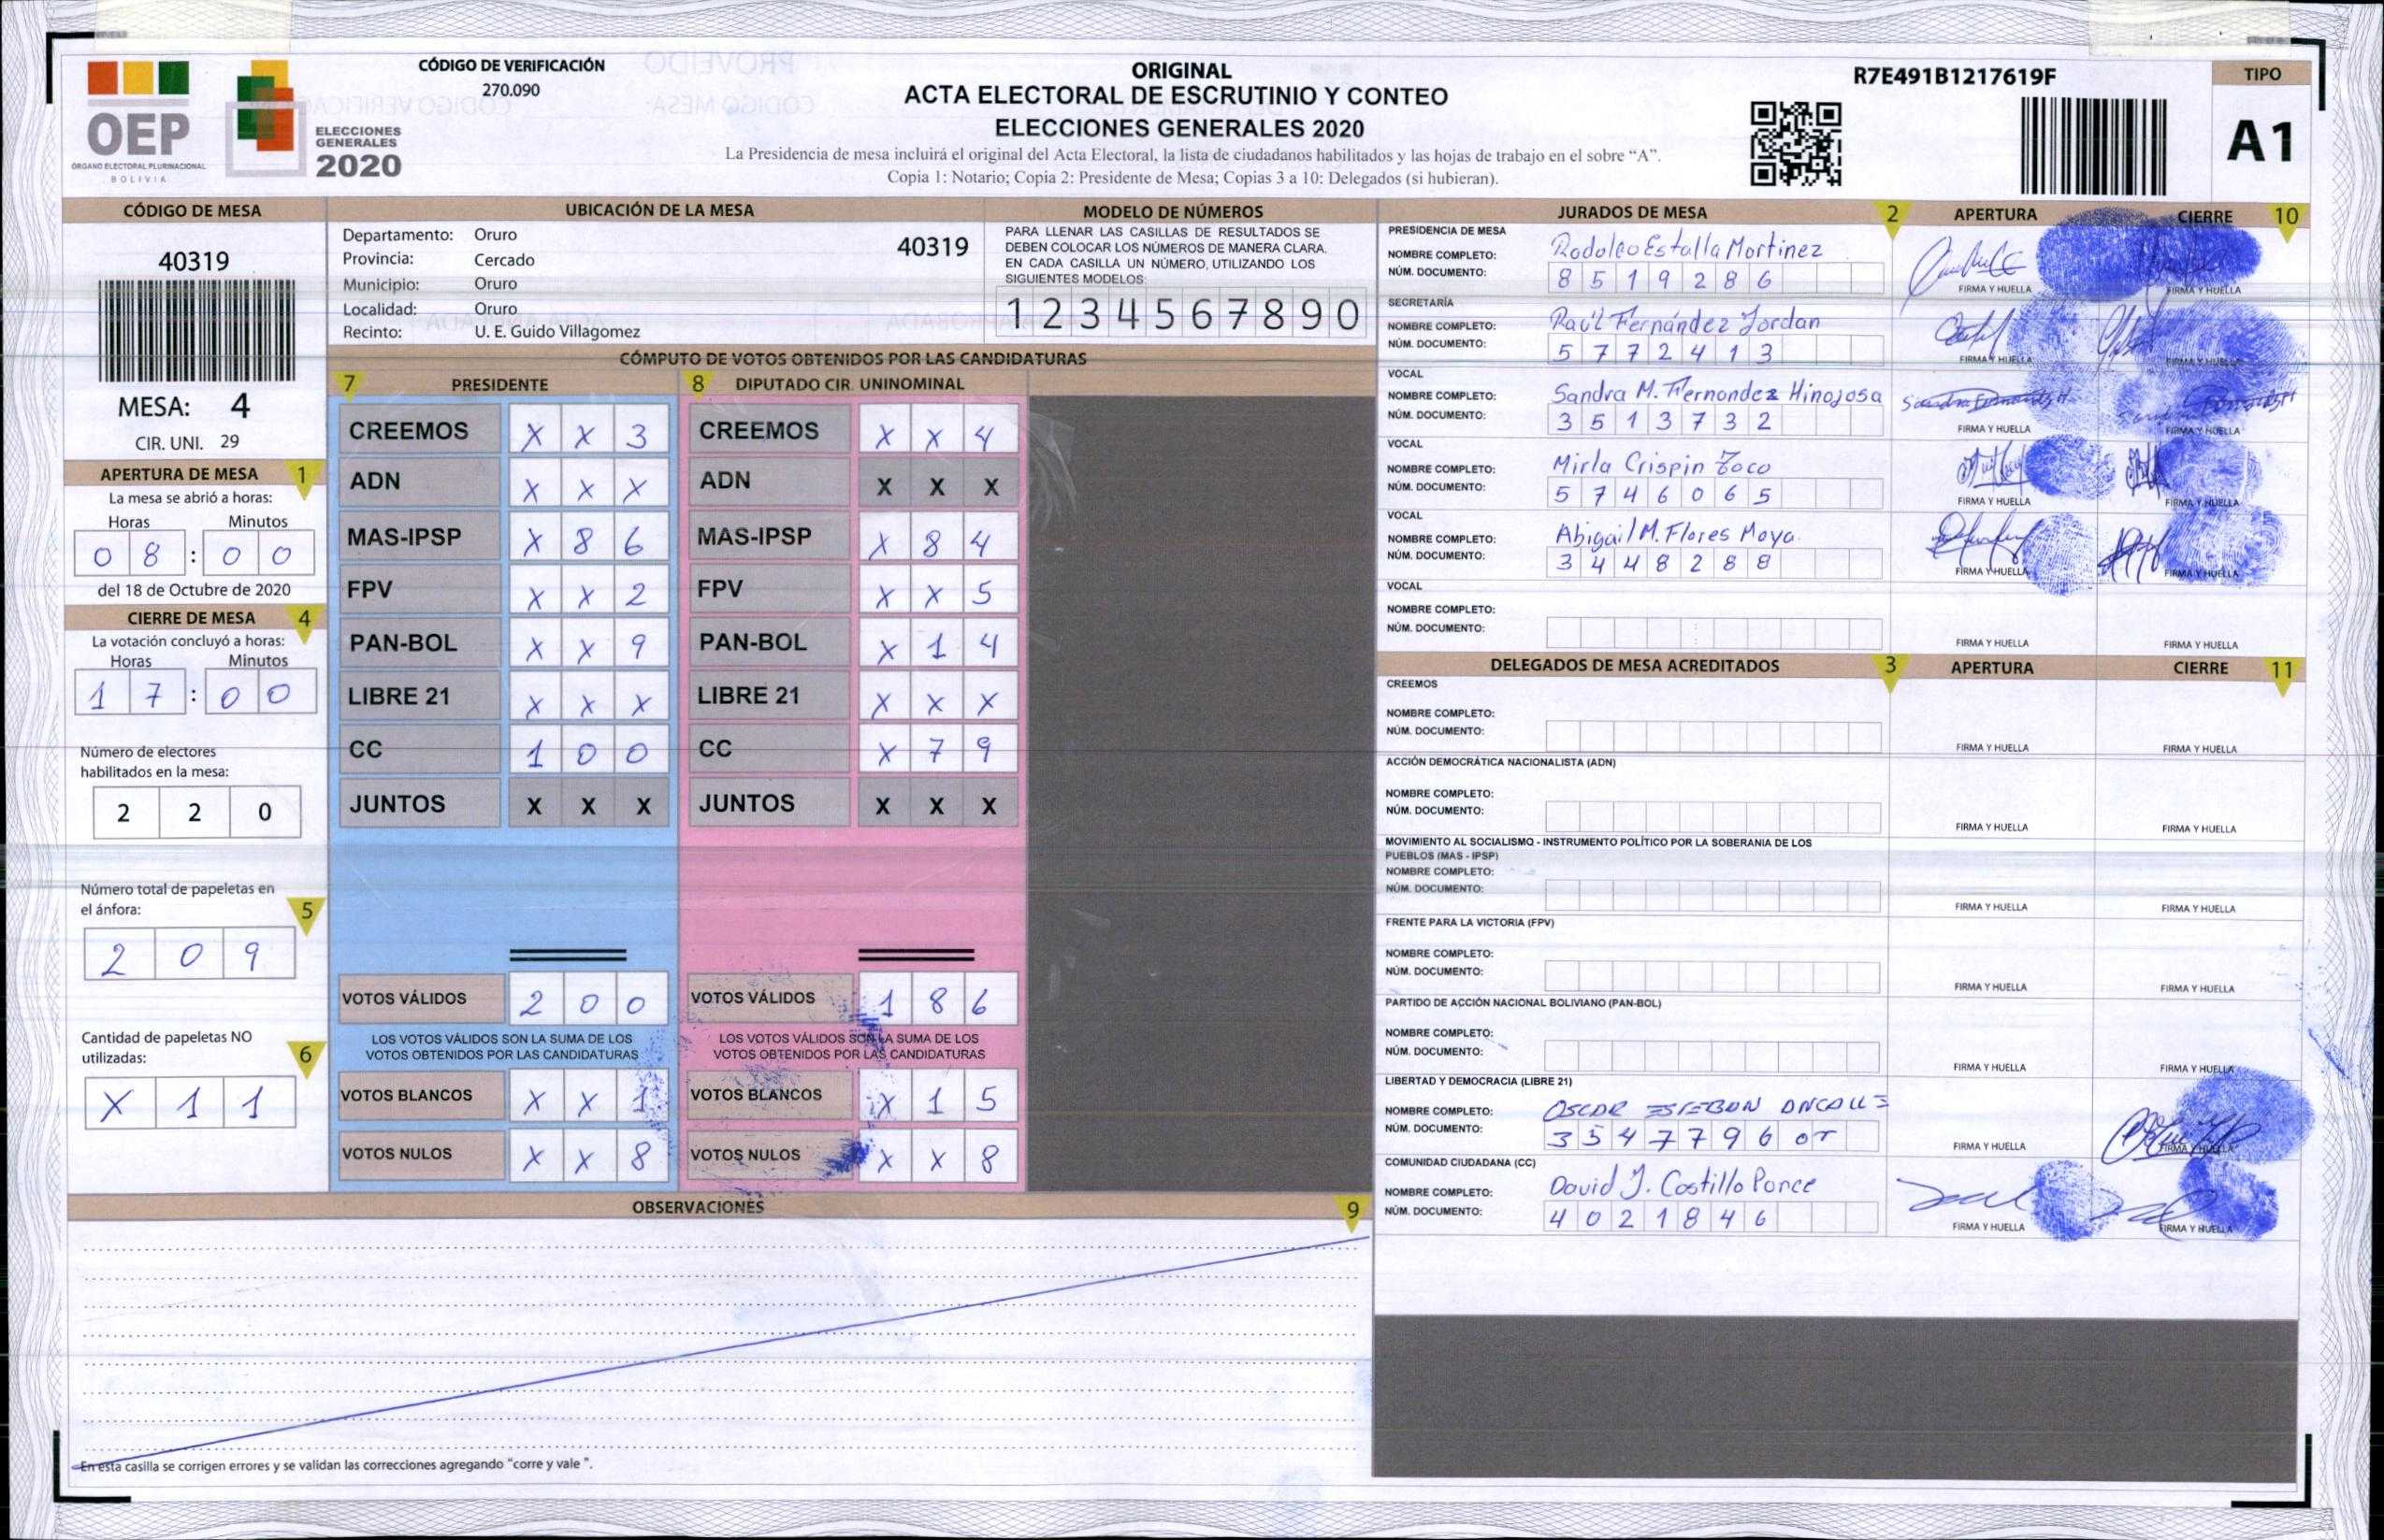 CÓDIGO DE VERIFICACIÓN
270.090
OEP
ÓRGANO ELECTORAL PLURINACIONAL
BOLIVIA
ELECCIONES
GENERALES
2020
ORIGINAL
ACTA ELECTORAL DE ESCRUTINIO Y CONTEO
ELECCIONES GENERALES 2020
La Presidencia de mesa incluirá el original del Acta Electoral, la lista de ciudadanos habilitados y las hojas de trabajo en el sobre “A”.
Copia 1: Notario; Copia 2: Presidente de Mesa; Copias 3 a 10: Delegados (si hubieran).
R7E491B1217619F
TIPO
A1
CÓDIGO DE MESA
40319
MESA: 4
CIR. UNI. 29
APERTURA DE MESA 1
La mesa se abrió a horas:
Horas Minutos
0 8 : 0 0
del 18 de Octubre de 2020
CIERRE DE MESA 4
La votación concluyó a horas:
Horas Minutos
1 7 : 0 0
Número de electores
habilitados en la mesa:
2 2 0
Número total de papeletas en
el ánfora:
5
2 0 9
Cantidad de papeletas NO
utilizadas:
6
X 1 1
UBICACIÓN DE LA MESA
Departamento: Oruro
40319
Provincia: Cercado
Municipio: Oruro
Localidad: Oruro
Recinto: U. E. Guido Villagomez
MODELO DE NÚMEROS
PARA LLENAR LAS CASILLAS DE RESULTADOS SE
DEBEN COLOCAR LOS NÚMEROS DE MANERA CLARA.
EN CADA CASILLA UN NÚMERO, UTILIZANDO LOS
SIGUIENTES MODELOS:
1 2 3 4 5 6 7 8 9 0
CÓMPUTO DE VOTOS OBTENIDOS POR LAS CANDIDATURAS
7 PRESIDENTE
CREEMOS X X 3
ADN X X X
MAS-IPSP X 8 6
FPV X X 2
PAN-BOL X X 9
LIBRE 21 X X X
CC 1 0 0
JUNTOS X X X
VOTOS VÁLIDOS 2 0 0
LOS VOTOS VÁLIDOS SON LA SUMA DE LOS
VOTOS OBTENIDOS POR LAS CANDIDATURAS
VOTOS BLANCOS X X 1
VOTOS NULOS X X 8
8 DIPUTADO CIR. UNINOMINAL
CREEMOS X X 4
ADN X X X
MAS-IPSP X 8 4
FPV X X 5
PAN-BOL X 1 4
LIBRE 21 X X X
CC X 7 9
JUNTOS X X X
VOTOS VÁLIDOS 1 8 6
LOS VOTOS VÁLIDOS SON LA SUMA DE LOS
VOTOS OBTENIDOS POR LAS CANDIDATURAS
VOTOS BLANCOS X 1 5
VOTOS NULOS X X 8
OBSERVACIONES 9
En esta casilla se corrigen errores y se validan las correcciones agregando "corre y vale ".
JURADOS DE MESA 2 APERTURA CIERRE 10
PRESIDENCIA DE MESA
NOMBRE COMPLETO: Rodolfo Estalla Martinez
NÚM. DOCUMENTO: 8 5 1 9 2 8 6
FIRMA Y HUELLA FIRMA Y HUELLA
SECRETARÍA
NOMBRE COMPLETO: Raúl Fernández Jordan
NÚM. DOCUMENTO: 5 7 7 2 4 1 3
FIRMA Y HUELLA FIRMA Y HUELLA
VOCAL
NOMBRE COMPLETO: Sandra M. Fernondez Hinojosa
NÚM. DOCUMENTO: 3 5 1 3 7 3 2
FIRMA Y HUELLA FIRMA Y HUELLA
VOCAL
NOMBRE COMPLETO: Mirla Crispin Toco
NÚM. DOCUMENTO: 5 7 4 6 0 6 5
FIRMA Y HUELLA FIRMA Y HUELLA
VOCAL
NOMBRE COMPLETO: Abigail M. Flores Moya
NÚM. DOCUMENTO: 3 4 4 8 2 8 8
FIRMA Y HUELLA FIRMA Y HUELLA
VOCAL
NOMBRE COMPLETO:
NÚM. DOCUMENTO:
FIRMA Y HUELLA FIRMA Y HUELLA
DELEGADOS DE MESA ACREDITADOS 3 APERTURA CIERRE 11
CREEMOS
NOMBRE COMPLETO:
NÚM. DOCUMENTO:
FIRMA Y HUELLA FIRMA Y HUELLA
ACCIÓN DEMOCRÁTICA NACIONALISTA (ADN)
NOMBRE COMPLETO:
NÚM. DOCUMENTO:
FIRMA Y HUELLA FIRMA Y HUELLA
MOVIMIENTO AL SOCIALISMO - INSTRUMENTO POLÍTICO POR LA SOBERANIA DE LOS
PUEBLOS (MAS - IPSP)
NOMBRE COMPLETO:
NÚM. DOCUMENTO:
FIRMA Y HUELLA FIRMA Y HUELLA
FRENTE PARA LA VICTORIA (FPV)
NOMBRE COMPLETO:
NÚM. DOCUMENTO:
FIRMA Y HUELLA FIRMA Y HUELLA
PARTIDO DE ACCIÓN NACIONAL BOLIVIANO (PAN-BOL)
NOMBRE COMPLETO:
NÚM. DOCUMENTO:
FIRMA Y HUELLA FIRMA Y HUELLA
LIBERTAD Y DEMOCRACIA (LIBRE 21)
NOMBRE COMPLETO: OSCAR ESTEBAN ANCALLE
NÚM. DOCUMENTO: 3 5 4 7 7 9 6 OT
FIRMA Y HUELLA FIRMA Y HUELLA
COMUNIDAD CIUDADANA (CC)
NOMBRE COMPLETO: David J. Castillo Ponce
NÚM. DOCUMENTO: 4 0 2 1 8 4 6
FIRMA Y HUELLA FIRMA Y HUELLA